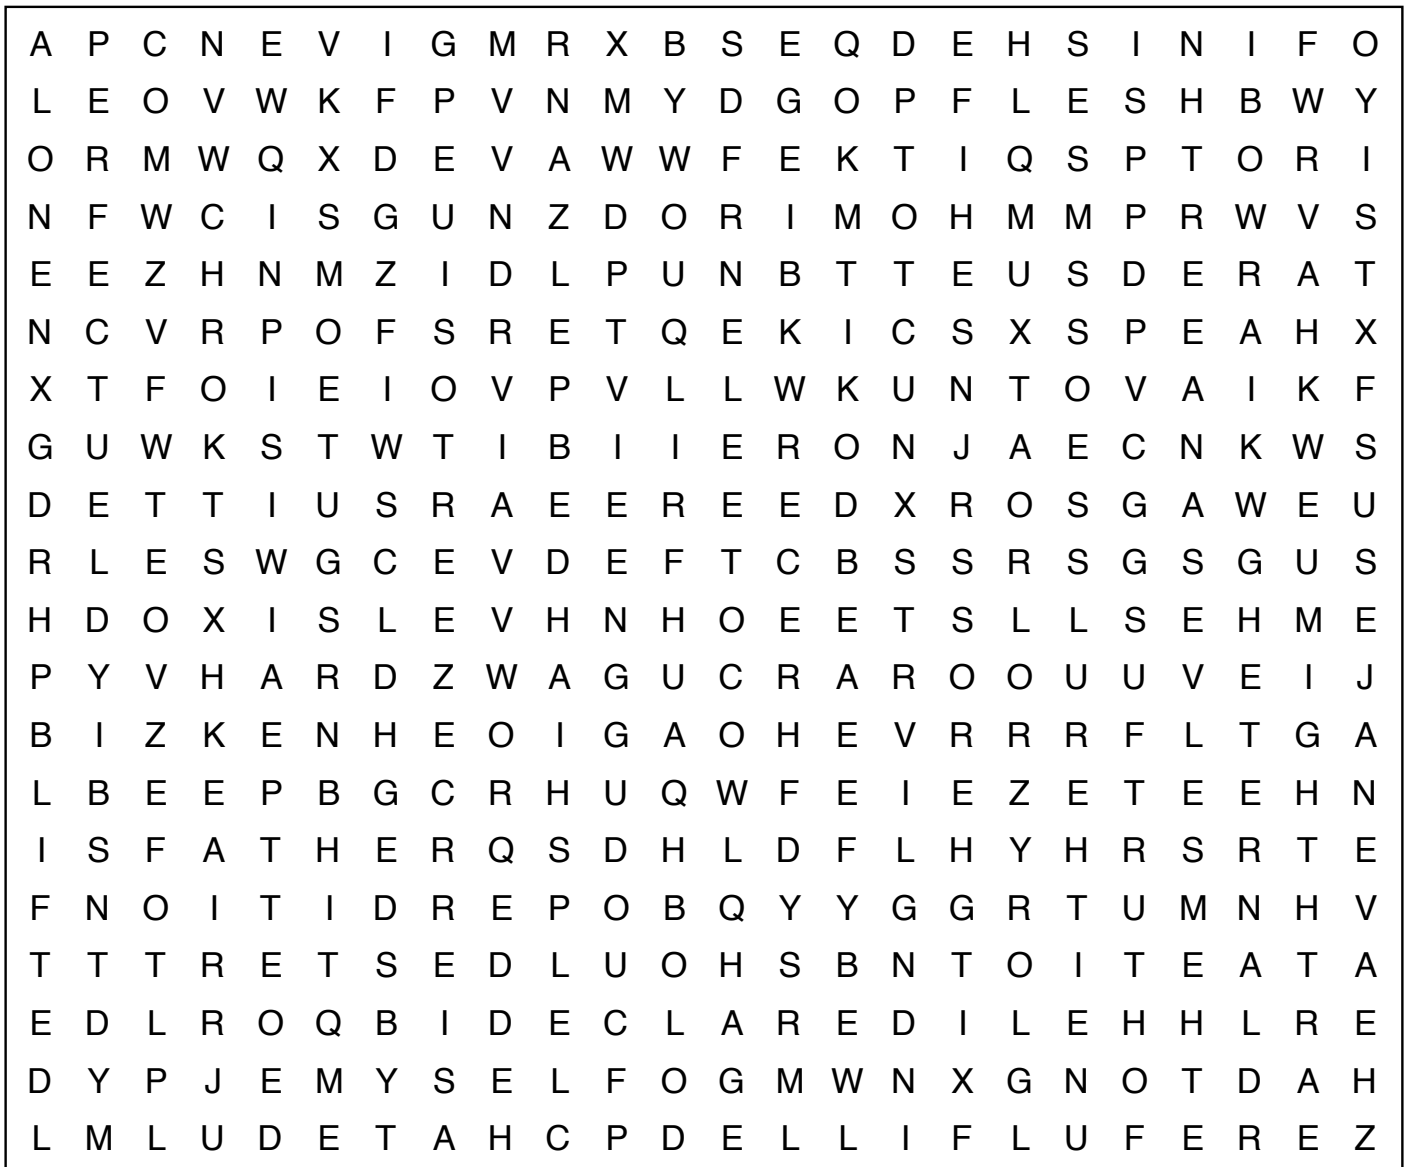 A P C N E V I G M R X B S E Q D E H S I N I F O
L E O V W K F P V N M Y D G O P F L E S H B W Y
O R M W Q X D E V A W W F E K T I Q S P T O R I
N F W C I S G U N Z D O R I M O H M M P R W V S
E E Z H N M Z I D L P U N B T T E U S D E R A T
N C V R P O F S R E T Q E K I C S X S P E A H X
X T F O I E I O V P V L L W K U N T O V A I K F
G U W K S T W T I B I I E R O N J A E C N K W S
D E T T I U S R A E E R E E D X R O S G A W E U
R L E S W G C E V D E F T C B S S R S G S G U S
H D O X I S L E V H N H O E E T S L L S E H M E
P Y V H A R D Z W A G U C R A R O O U U V E I J
B I Z K E N H E O I G A O H E V R R R F L T G A
L B E E P B G C R H U Q W F E I E Z E T E E H N
I S F A T H E R Q S D H L D F L H Y H R S R T E
F N O I T I D R E P O B Q Y Y G G R T U M N H V
T T T R E T S E D L U O H S B N T O I T E A T A
E D L R O Q B I D E C L A R E D I L E H H L R E
D Y P J E M Y S E L F O G M W N X G N O T D A H
L M L U D E T A H C P D E L L I F L U F E R E Z